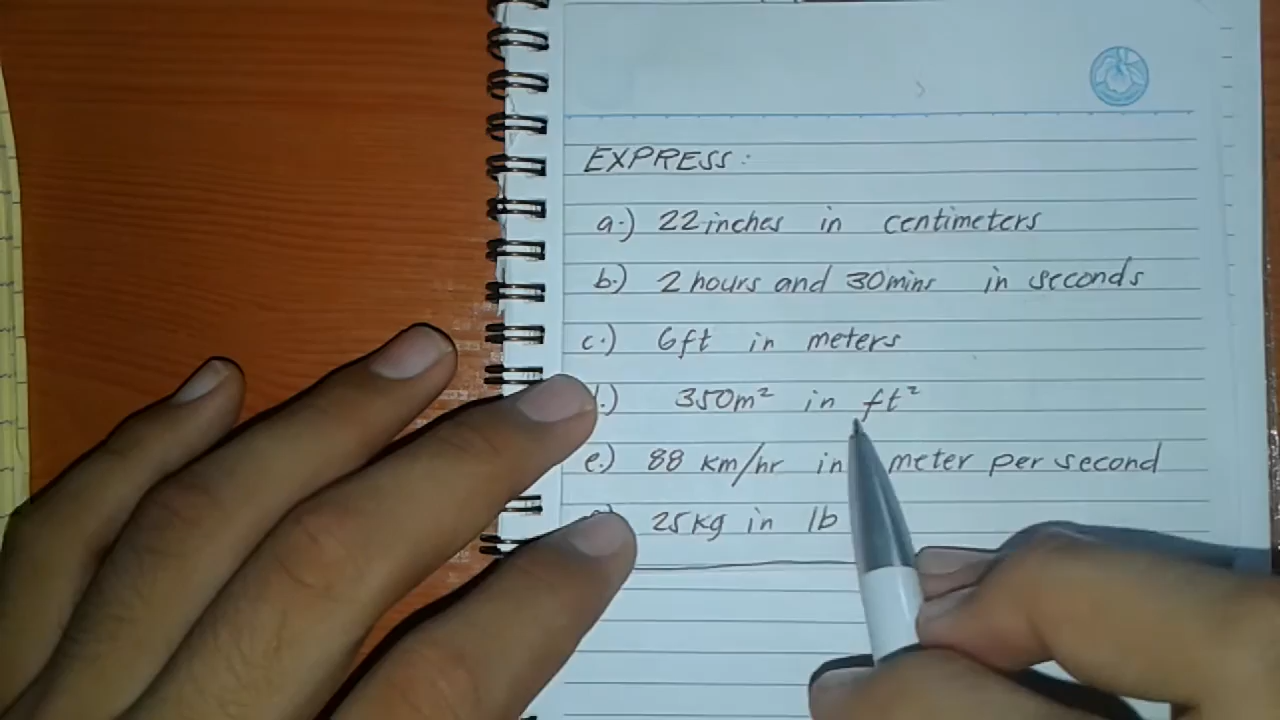 EXPRESS:
a.) 22 inches in centimeters
b.) 2 hours and 30 mins in seconds
c.) 6ft in meters
d.) 350m² in ft²
e.) 88 km/hr in meter per second
25kg in lb